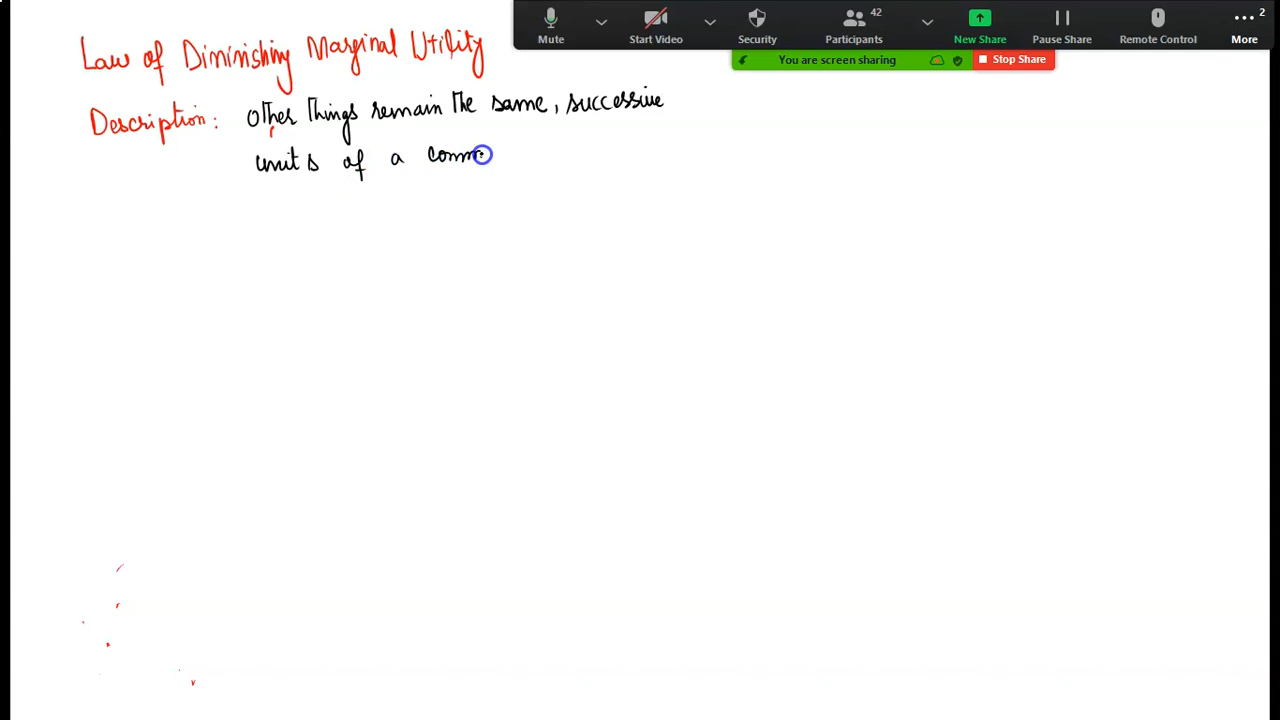 Law of Diminishing Marginal Utility
Mute
Start Video
Security
Participants
42
New Share
Pause Share
Remote Control
More
2
You are screen sharing
Stop Share
Description: Other things remain the same, successive
units of a comm